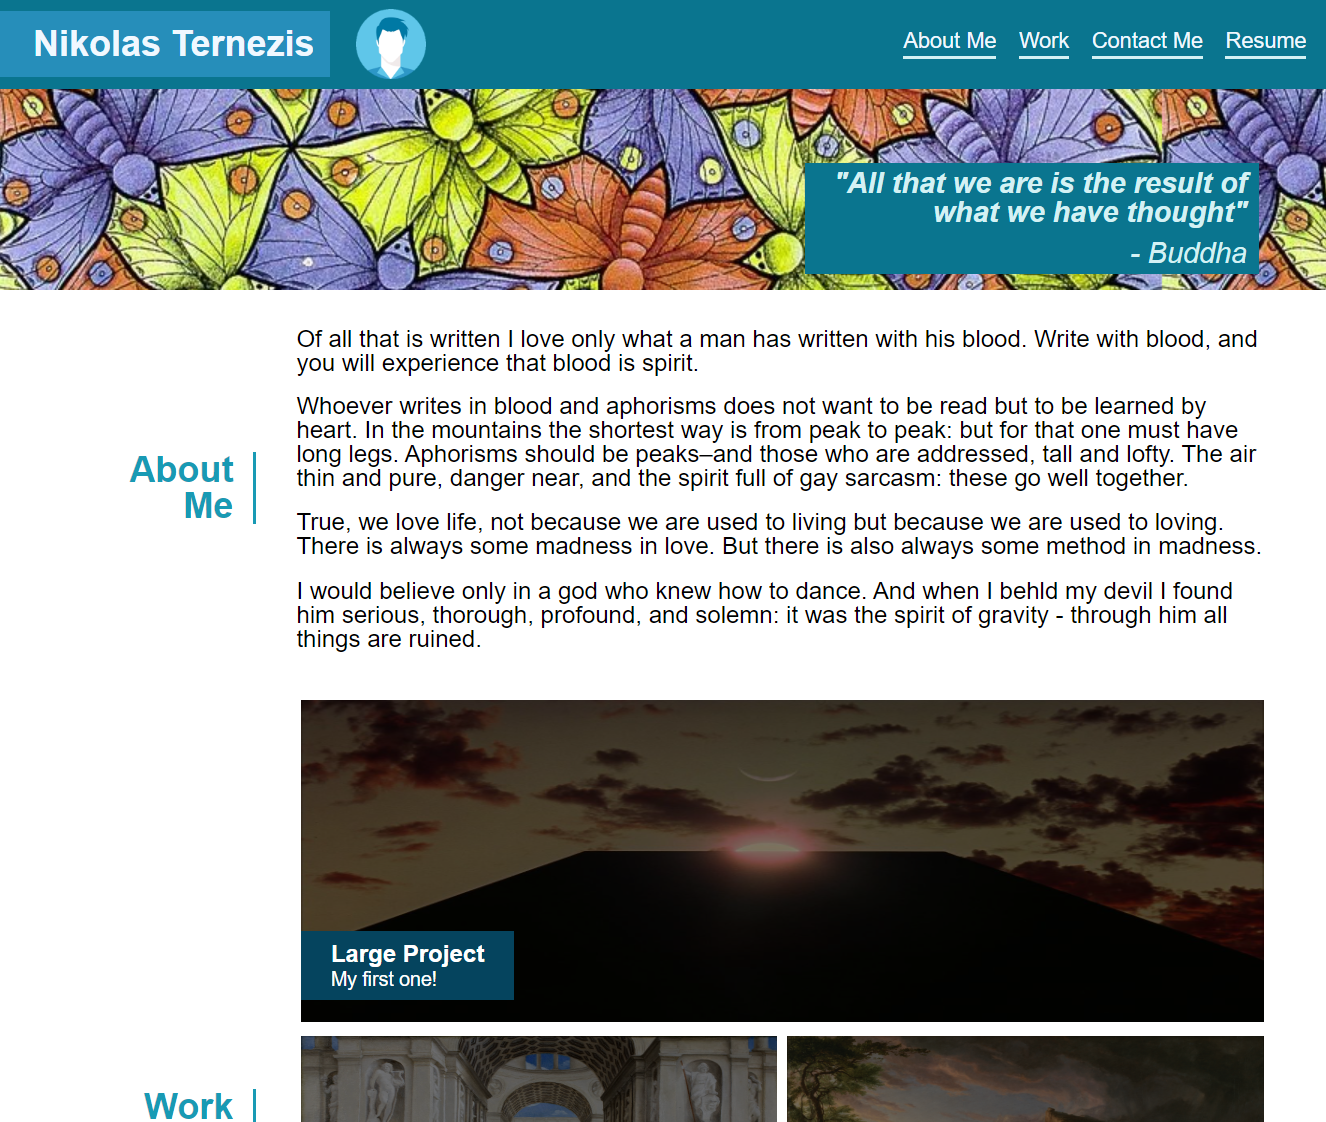 Nikolas Ternezis
About Me Work Contact Me Resume
"All that we are is the result of
what we have thought"
- Buddha
Of all that is written I love only what a man has written with his blood. Write with blood, and
you will experience that blood is spirit.
Whoever writes in blood and aphorisms does not want to be read but to be learned by
heart. In the mountains the shortest way is from peak to peak: but for that one must have
long legs. Aphorisms should be peaks–and those who are addressed, tall and lofty. The air
thin and pure, danger near, and the spirit full of gay sarcasm: these go well together.
About
Me
True, we love life, not because we are used to living but because we are used to loving.
There is always some madness in love. But there is also always some method in madness.
I would believe only in a god who knew how to dance. And when I behld my devil I found
him serious, thorough, profound, and solemn: it was the spirit of gravity - through him all
things are ruined.
Large Project
My first one!
Work